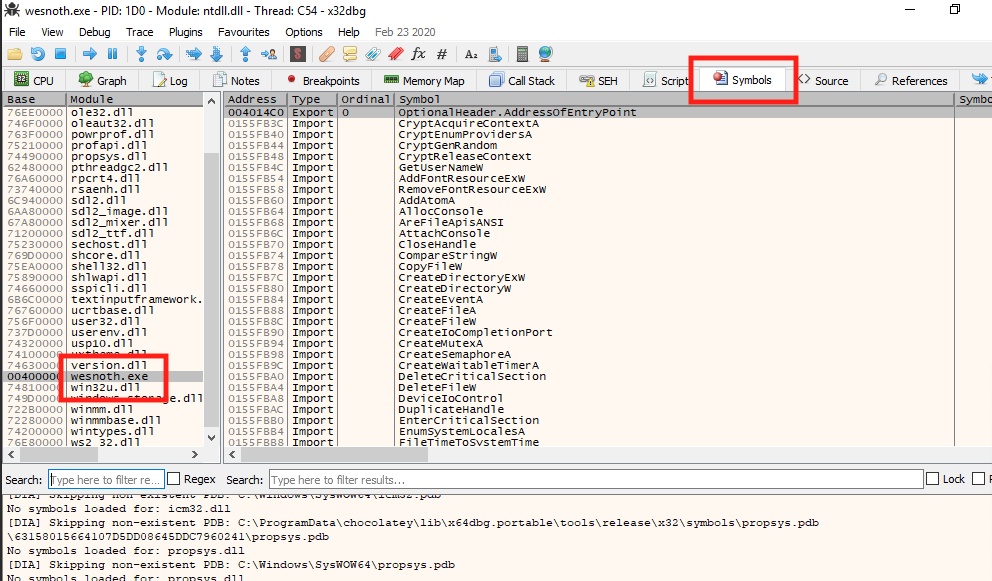 wesnoth.exe - PID: 1D0 - Module: ntdll.dll - Thread: C54 - x32dbg
File View Debug Trace Plugins Favourites Options Help Feb 23 2020
CPU Graph Log Notes Breakpoints Memory Map Call Stack SEH Script Symbols Source References
Base Module Address Type Ordinal Symbol Symbo
76EE0000 ole32.dll 004014C0 Export 0 OptionalHeader.AddressOfEntryPoint
746F0000 oleaut32.dll 0155FB3C Import CryptAcquireContextA
763F0000 powrprof.dll 0155FB40 Import CryptEnumProvidersA
75210000 profapi.dll 0155FB44 Import CryptGenRandom
74490000 propsys.dll 0155FB48 Import CryptReleaseContext
62480000 pthreadgc2.dll 0155FB4C Import GetUserNameW
76A60000 rpcrt4.dll 0155FB54 Import AddFontResourceExW
73740000 rsaenh.dll 0155FB58 Import RemoveFontResourceExW
6C940000 sdl2.dll 0155FB60 Import AddAtomA
6AA80000 sdl2_image.dll 0155FB64 Import AllocConsole
67A80000 sdl2_mixer.dll 0155FB68 Import AreFileApisANSI
71200000 sdl2_ttf.dll 0155FB6C Import AttachConsole
75230000 sechost.dll 0155FB70 Import CloseHandle
769D0000 shcore.dll 0155FB74 Import CompareStringW
75EA0000 shell32.dll 0155FB78 Import CopyFileW
75890000 shlwapi.dll 0155FB7C Import CreateDirectoryExW
74660000 sspicli.dll 0155FB80 Import CreateDirectoryW
6B6C0000 textinputframework. 0155FB84 Import CreateEventA
76760000 ucrtbase.dll 0155FB88 Import CreateFileA
756F0000 user32.dll 0155FB8C Import CreateFileW
737D0000 userenv.dll 0155FB90 Import CreateIoCompletionPort
74320000 usp10.dll 0155FB94 Import CreateMutexA
74100000 uxtheme.dll 0155FB98 Import CreateSemaphoreA
74630000 version.dll 0155FB9C Import CreateWaitableTimerA
00400000 wesnoth.exe 0155FBA0 Import DeleteCriticalSection
74810000 win32u.dll 0155FBA4 Import DeleteFileW
749D0000 windows.storage.dll 0155FBA8 Import DeviceIoControl
722B0000 winmm.dll 0155FBAC Import DuplicateHandle
72280000 winmmbase.dll 0155FBB0 Import EnterCriticalSection
74200000 wintypes.dll 0155FBB4 Import EnumSystemLocalesA
76E80000 ws2_32.dll 0155FBB8 Import FileTimeToSystemTime
Search: Type here to filter re... Regex Search: Type here to filter results... Lock
[DIA] Skipping non-existent PDB: C:\Windows\SysWOW64\icm32.pdb
No symbols loaded for: icm32.dll
[DIA] Skipping non-existent PDB: C:\ProgramData\chocolatey\lib\x64dbg.portable\tools\release\x32\symbols\propsys.pdb
\63158015664107D5DD08645DDC7960241\propsys.pdb
No symbols loaded for: propsys.dll
[DIA] Skipping non-existent PDB: C:\Windows\SysWOW64\propsys.pdb
No symbols loaded for: propsys.dll